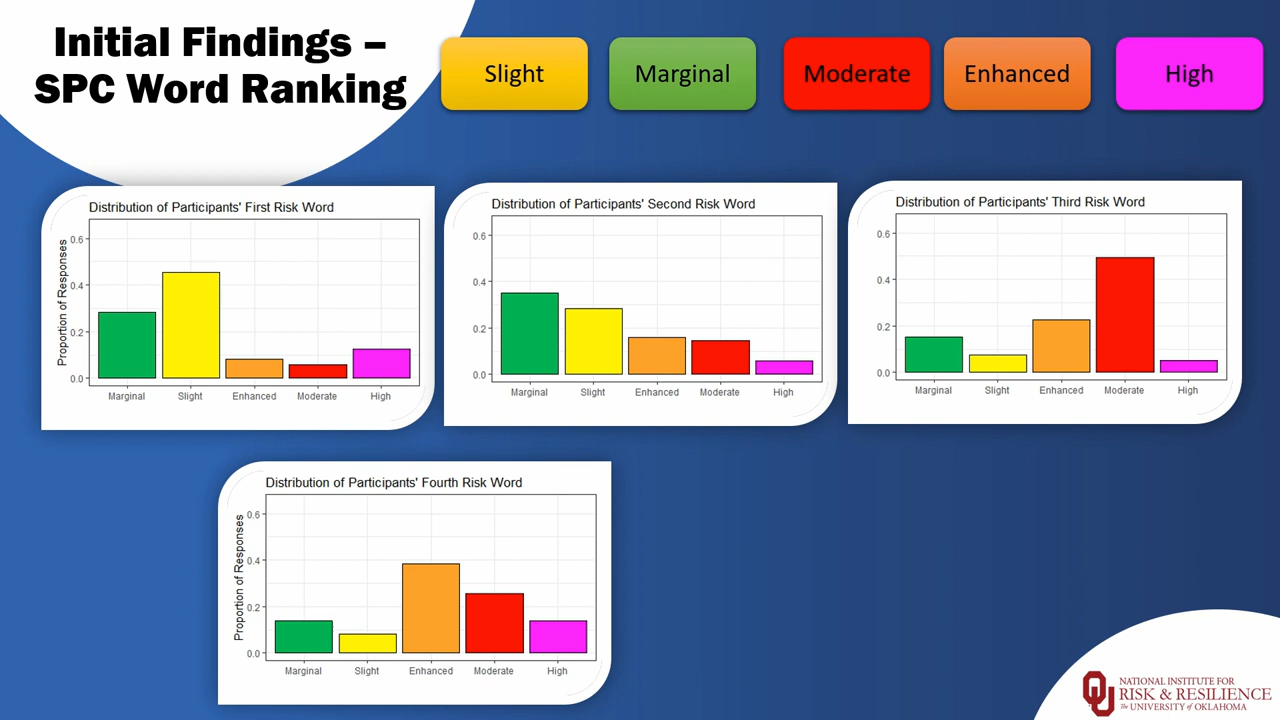 Initial Findings –
SPC Word Ranking
Slight
Marginal
Moderate
Enhanced
High
Distribution of Participants' First Risk Word
Proportion of Responses
0.6
0.4
0.2
0.0
Marginal Slight Enhanced Moderate High
Distribution of Participants' Second Risk Word
0.6
0.4
0.2
0.0
Marginal Slight Enhanced Moderate High
Distribution of Participants' Third Risk Word
0.6
0.4
0.2
0.0
Marginal Slight Enhanced Moderate High
Distribution of Participants' Fourth Risk Word
Proportion of Responses
0.6
0.4
0.2
0.0
Marginal Slight Enhanced Moderate High
OU
NATIONAL INSTITUTE FOR
RISK & RESILIENCE
The UNIVERSITY of OKLAHOMA